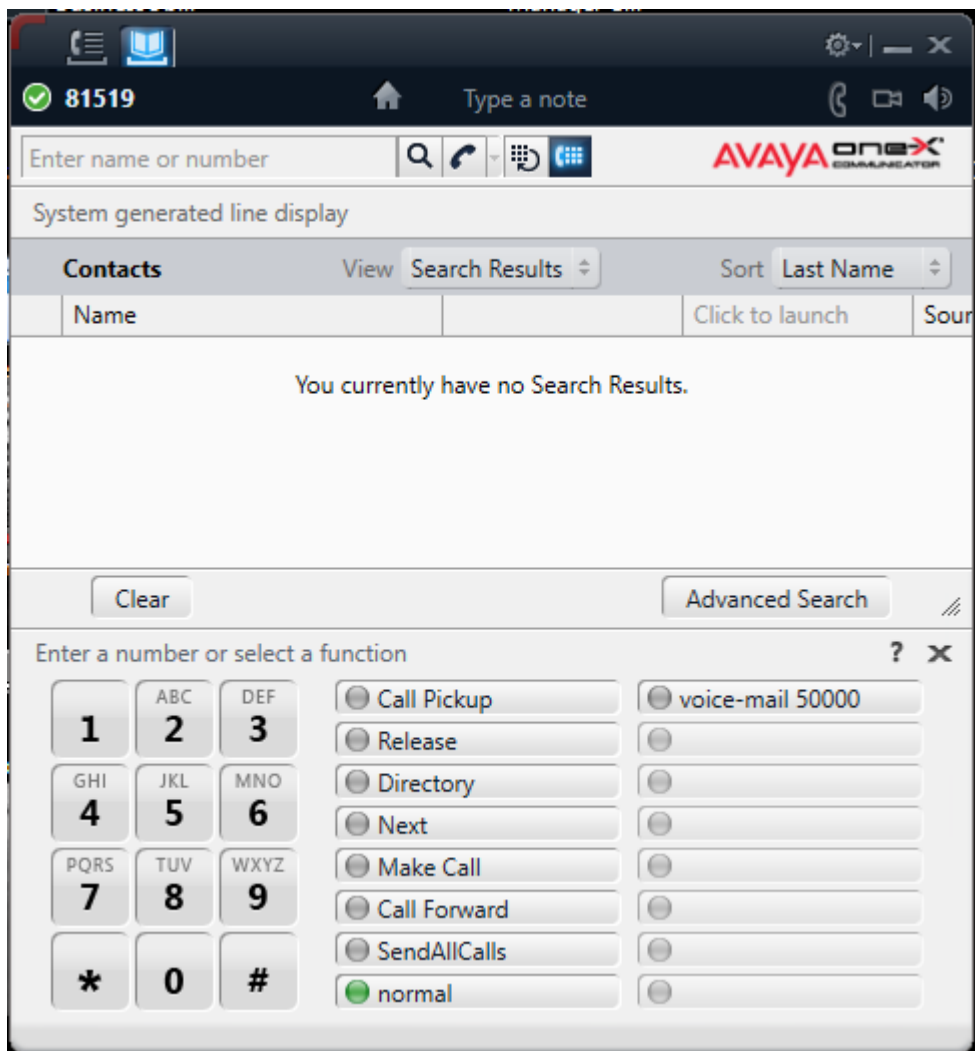 81519 Type a note
Enter name or number AVAYA one-X
COMMUNICATOR
System generated line display
Contacts View Search Results Sort Last Name
Name Click to launch Sour
You currently have no Search Results.
Clear Advanced Search
Enter a number or select a function ? X
1 ABC 2 DEF 3
GHI 4 JKL 5 MNO 6
PQRS 7 TUV 8 WXYZ 9
* 0 #
Call Pickup
Release
Directory
Next
Make Call
Call Forward
SendAllCalls
normal
voice-mail 50000